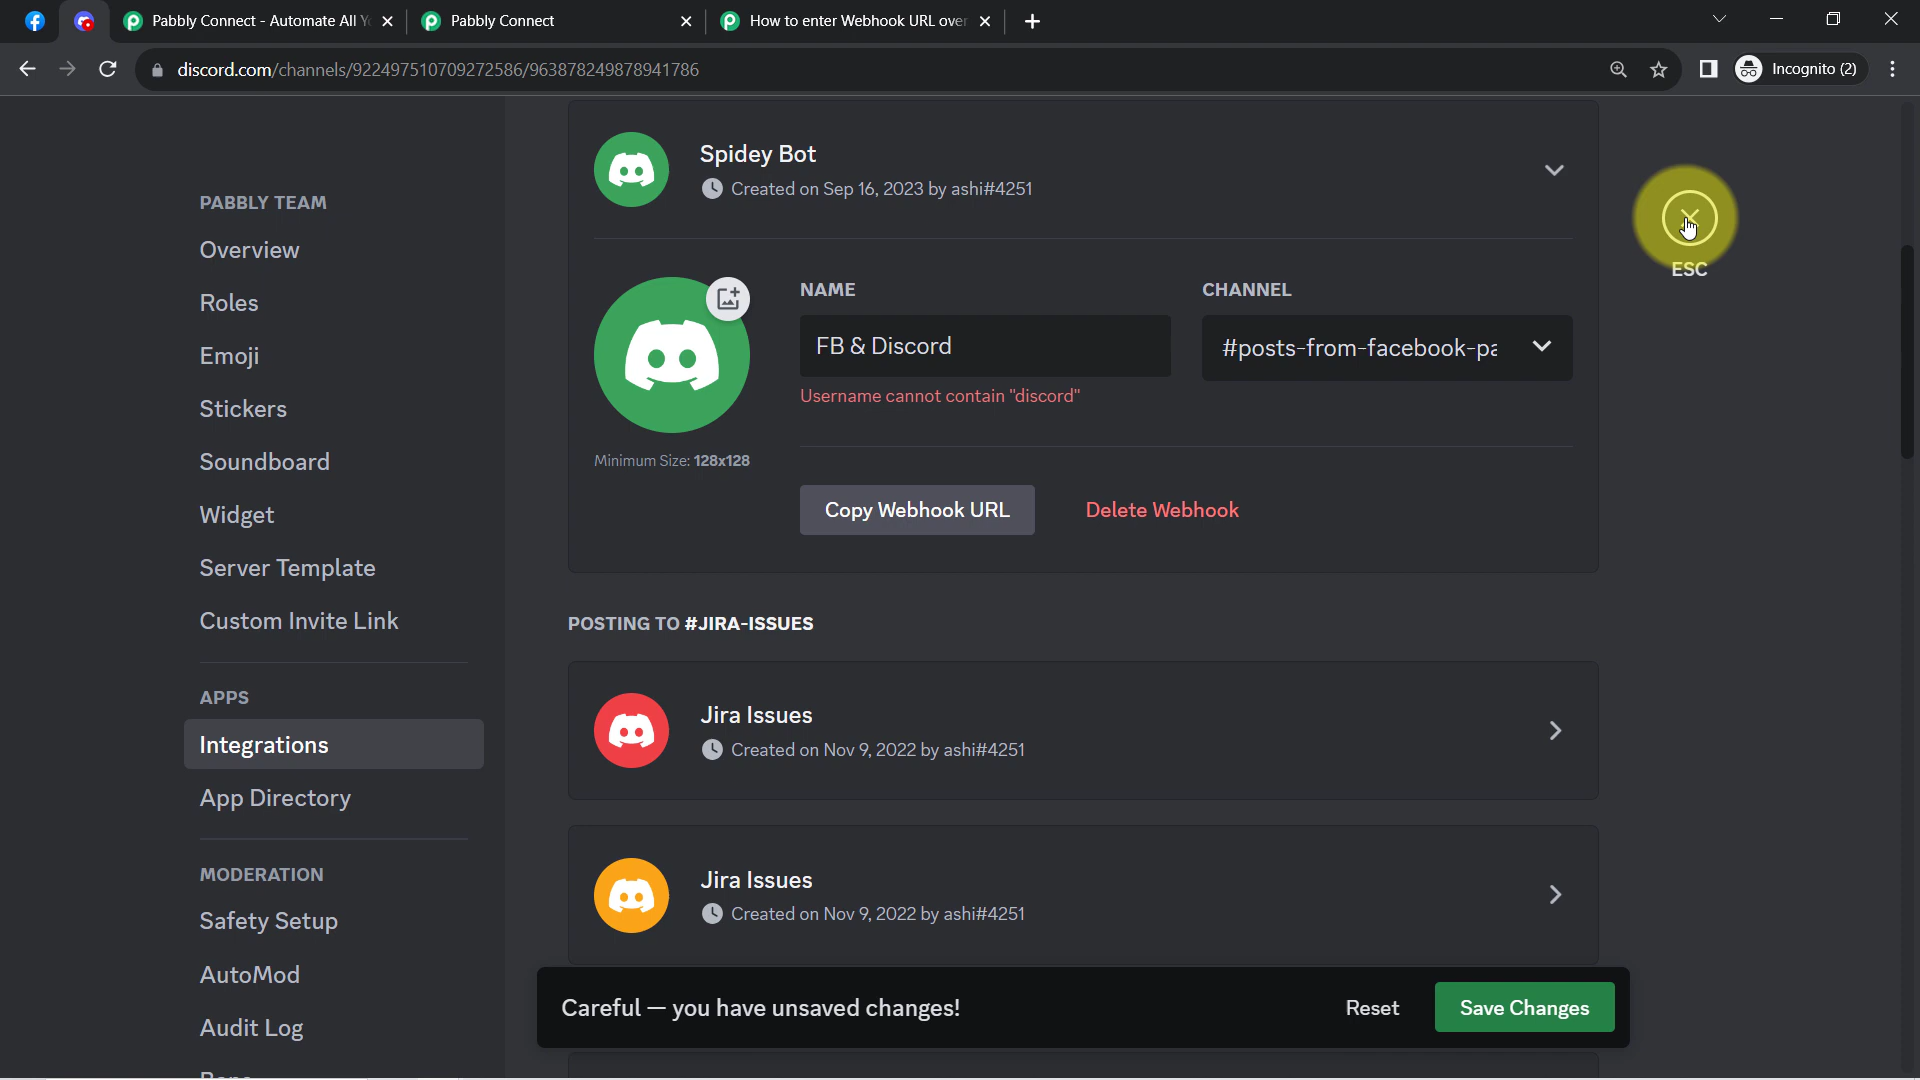 Pabbly Connect - Automate All
Pabbly Connect
How to enter Webhook URL over
discord.com/channels/922497510709272586/963878249878941786
Incognito (2)
PABBLY TEAM
Overview
Roles
Emoji
Stickers
Soundboard
Widget
Server Template
Custom Invite Link
APPS
Integrations
App Directory
MODERATION
Safety Setup
AutoMod
Audit Log
Spidey Bot
Created on Sep 16, 2023 by ashi#4251
NAME
FB & Discord
Username cannot contain "discord"
CHANNEL
#posts-from-facebook-pa
Minimum Size: 128x128
Copy Webhook URL
Delete Webhook
ESC
POSTING TO #JIRA-ISSUES
Jira Issues
Created on Nov 9, 2022 by ashi#4251
Jira Issues
Created on Nov 9, 2022 by ashi#4251
Careful — you have unsaved changes!
Reset
Save Changes